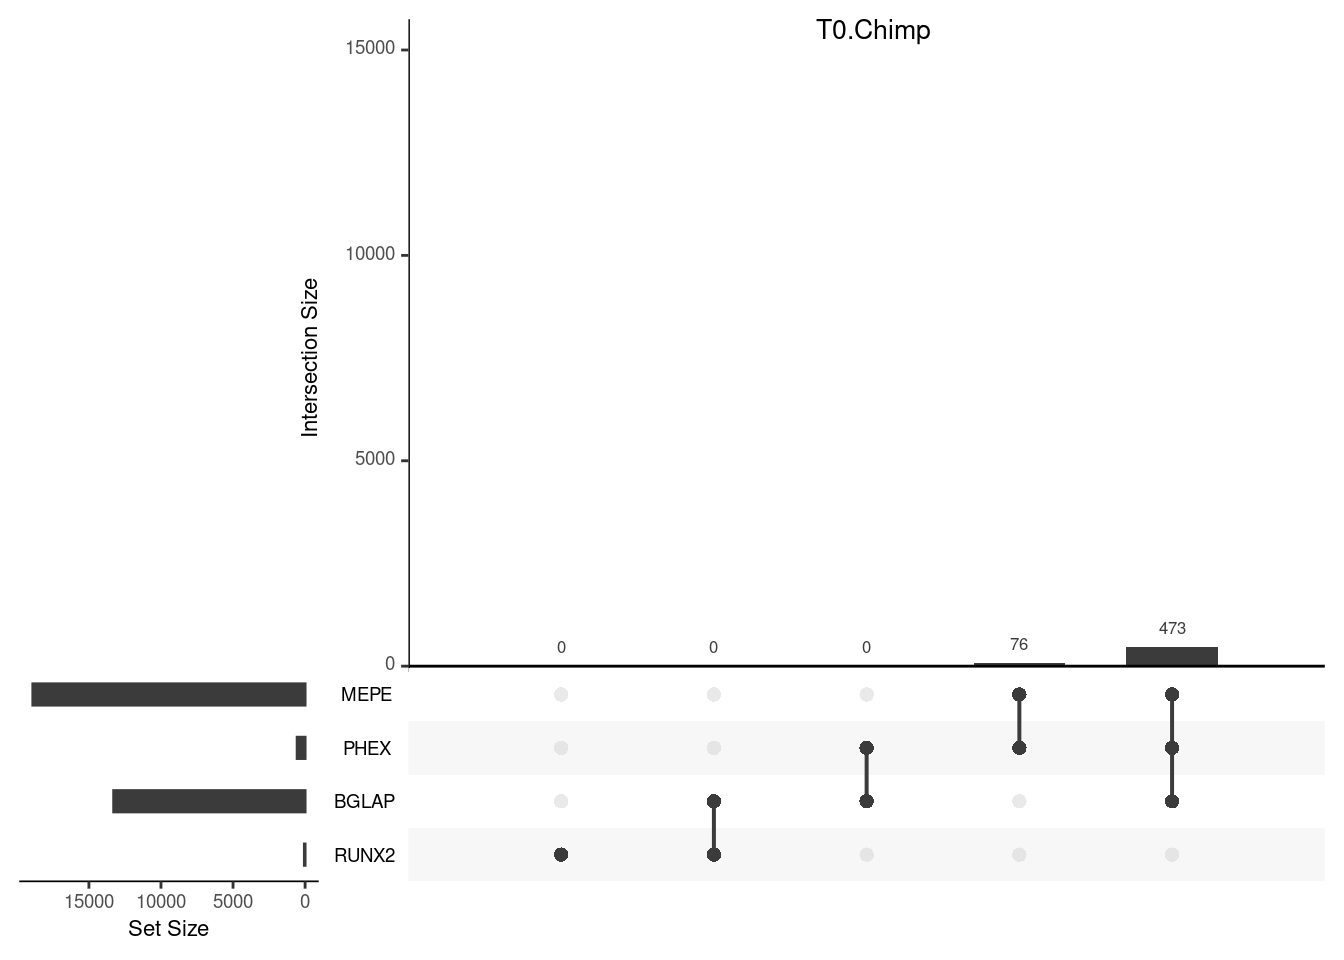 T0.Chimp
15000
10000
5000
0
Intersection Size
0 0 0 76 473
MEPE
PHEX
BGLAP
RUNX2
15000 10000 5000 0
Set Size